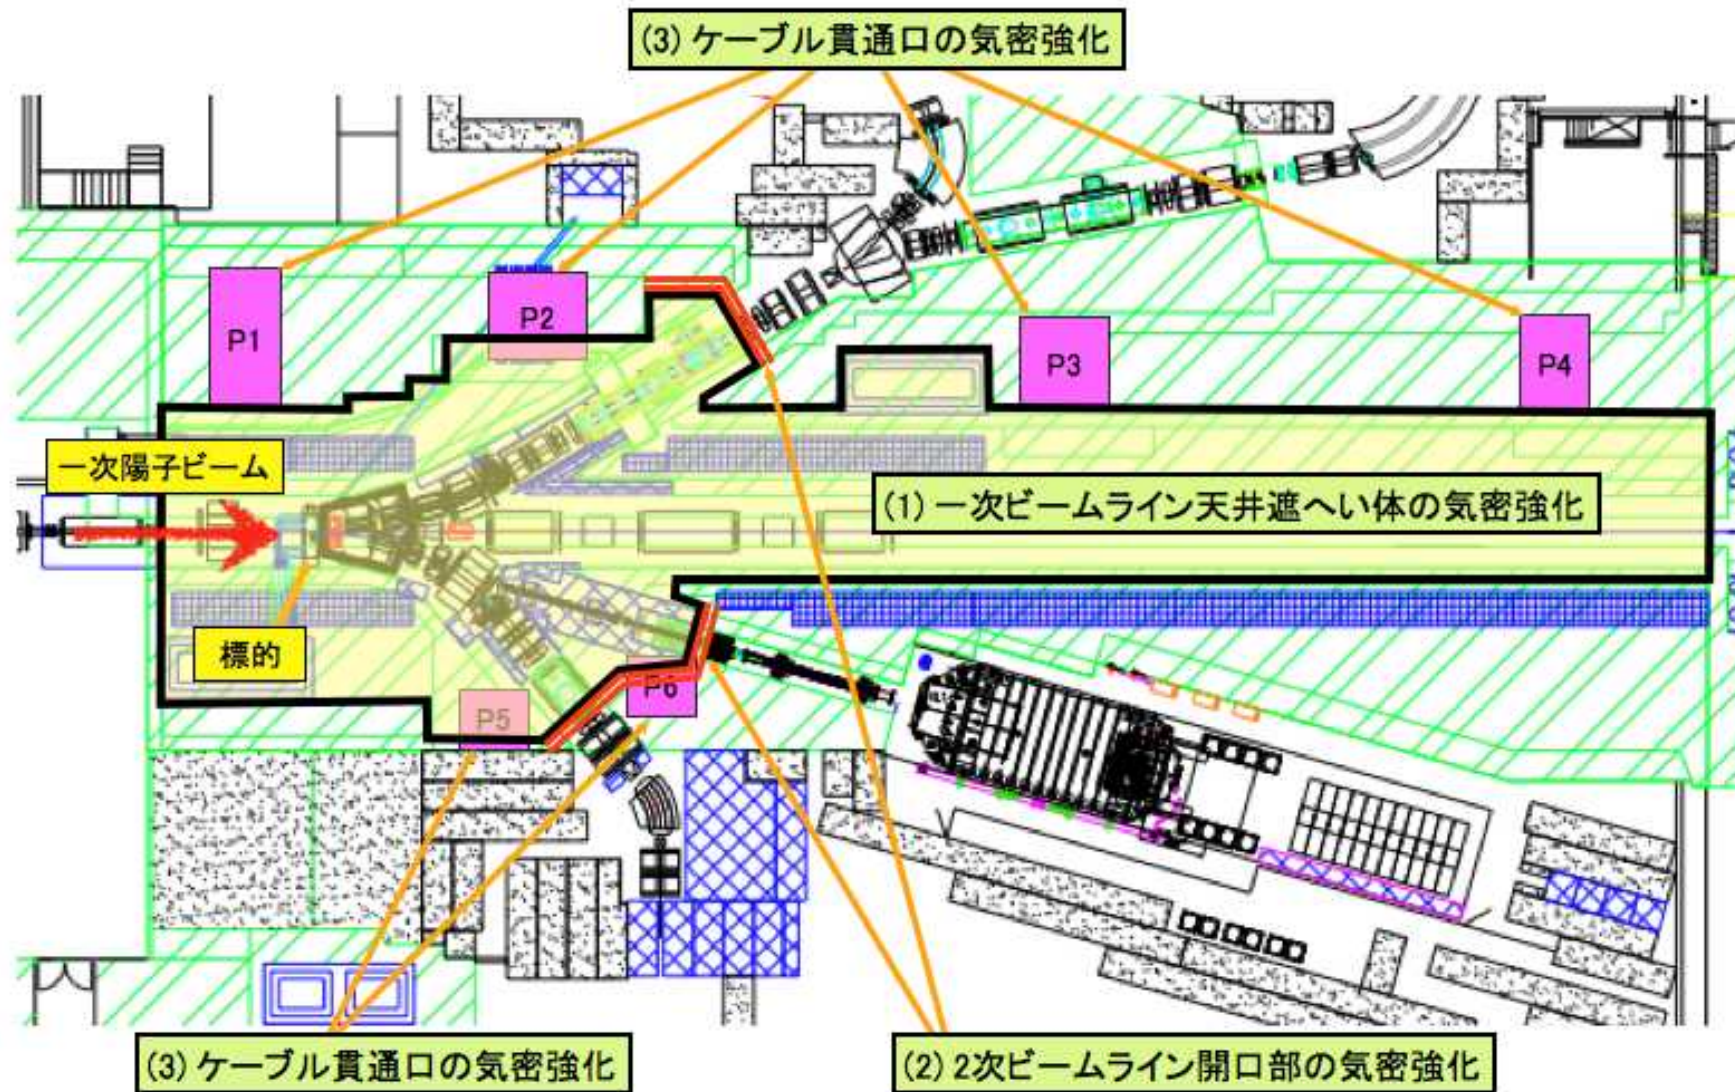 (3) ケーブル貫通口の気密強化
P1
P2
P3
P4
一次陽子ビーム
(1) 一次ビームライン天井遮へい体の気密強化
標的
P5
P6
(3) ケーブル貫通口の気密強化
(2) 2次ビームライン開口部の気密強化